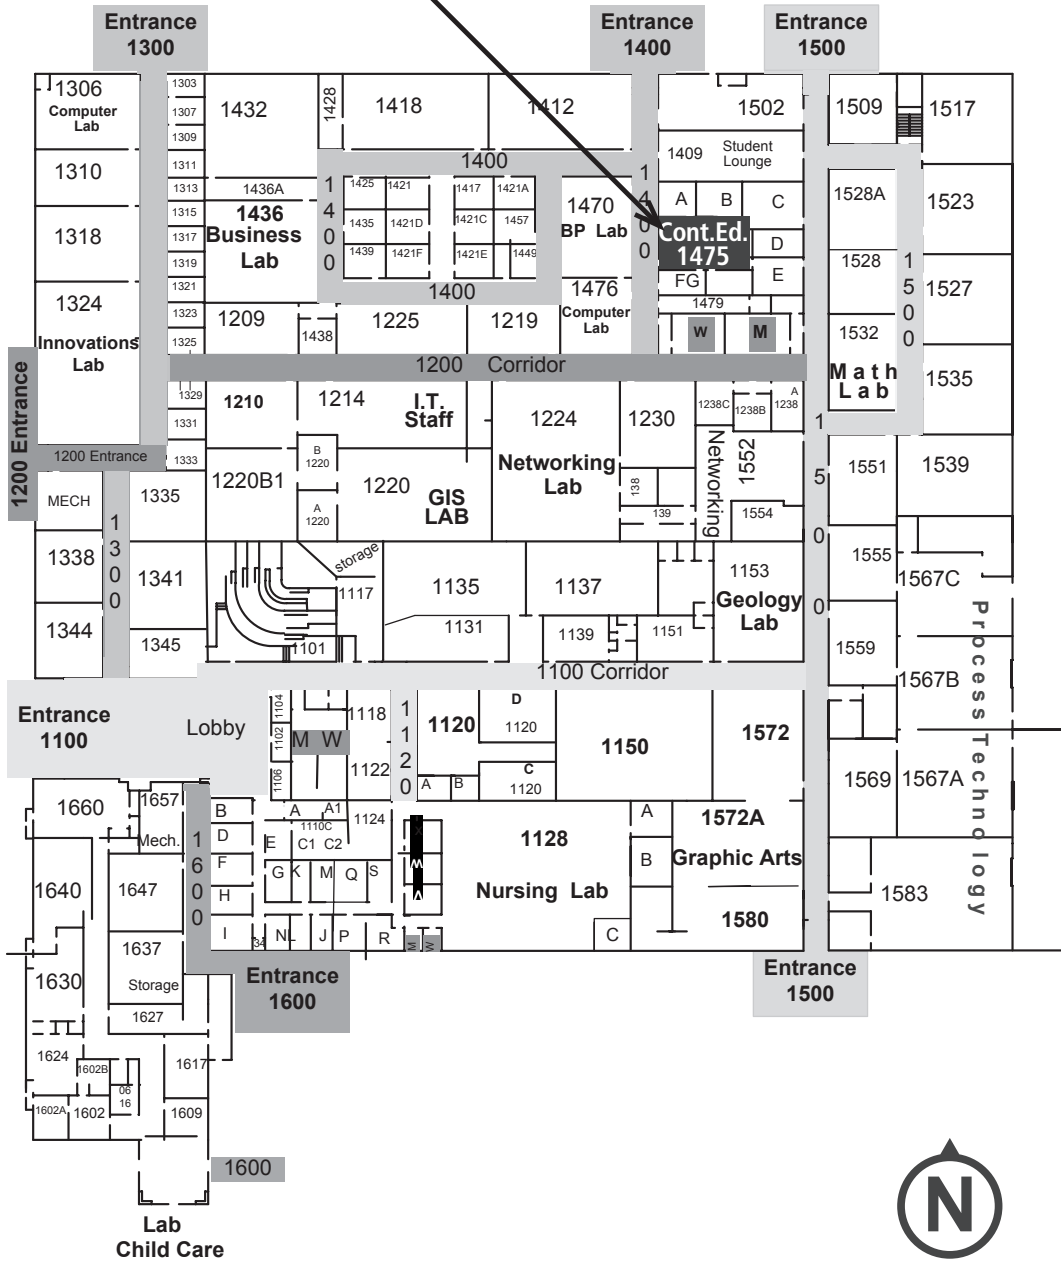 Entrance
1300
Entrance
1400
Entrance
1500
1306
Computer
Lab
1303
1307
1309
1432
1428
1418
1412
1502
1509
1517
1310
1311
1400
1409
Student
Lounge
1313
1436A
1400
1425
1421
1417
1421A
1470
BP Lab
1400
A
B
C
1528A
1523
1318
1315
1436
Business
Lab
1317
1319
1435
1421D
1421C
1457
1439
1421F
1421E
1449
Cont.Ed.
1475
D
E
FG
1528
1500
1527
1324
Innovations
Lab
1321
1400
1476
Computer
Lab
1479
1323
1325
1209
1438
1225
1219
W
M
1532
Math
Lab
1535
1200 Corridor
1200 Entrance
1329
1331
1333
1210
1214
I.T.
Staff
1224
1230
1238C
1238B
A
1238
1500
1200 Entrance
MECH
1335
1220B1
B
1220
A
1220
1220
GIS
LAB
Networking
Lab
138
139
Networking
1552
1554
1551
1539
1300
1338
1341
storage
1117
1135
1137
1153
Geology
Lab
1555
1567C
1344
1345
1101
1131
1139
1151
1559
1567B
Process Technology
1100 Corridor
Entrance
1100
Lobby
1104
1102
1106
M W
1118
1122
1120
1120
D
1120
C
1120
A
B
1150
1572
1569
1567A
1660
1657
Mech.
1600
B
D
F
H
I
A
A1
1110C
C1 C2
1124
E
G
K
M
Q
S
34
NL
J
P
R
M
W
1128
Nursing Lab
A
B
C
1572A
Graphic Arts
1580
1583
1640
1647
1637
Storage
1630
1627
Entrance
1600
Entrance
1500
1624
1602B
1617
06
16
1602A
1602
1609
1600
Lab
Child Care
N